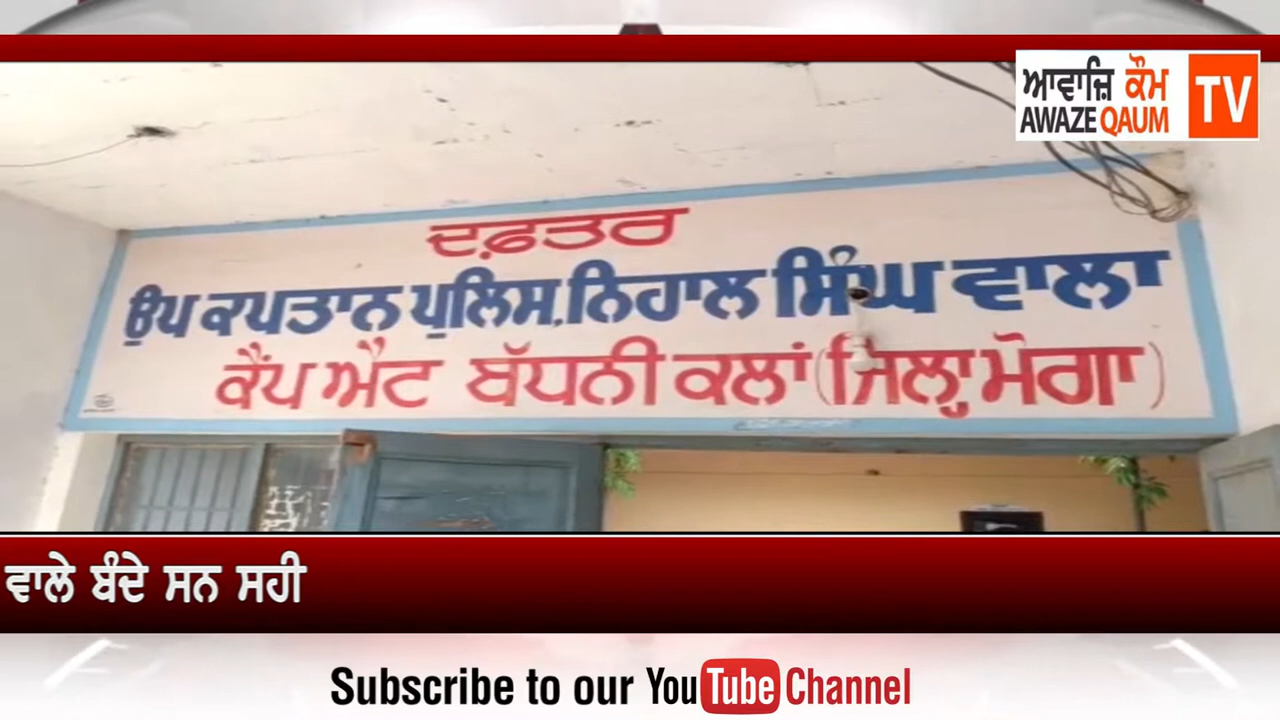 ਆਵਾਜ਼ਿ ਕੌਮ
AWAZE QAUM
TV
ਦਫ਼ਤਰ
ਉਪ ਕਪਤਾਨ ਪੁਲਿਸ,ਨਿਹਾਲ ਸਿੰਘ ਵਾਲਾ
ਕੈਂਪ ਐਟ ਬੱਧਨੀ ਕਲਾਂ (ਜਿਲ੍ਹਾ ਮੋਗਾ)
ਵਾਲੇ ਬੰਦੇ ਸਨ ਸਹੀ
Subscribe to our YouTube Channel